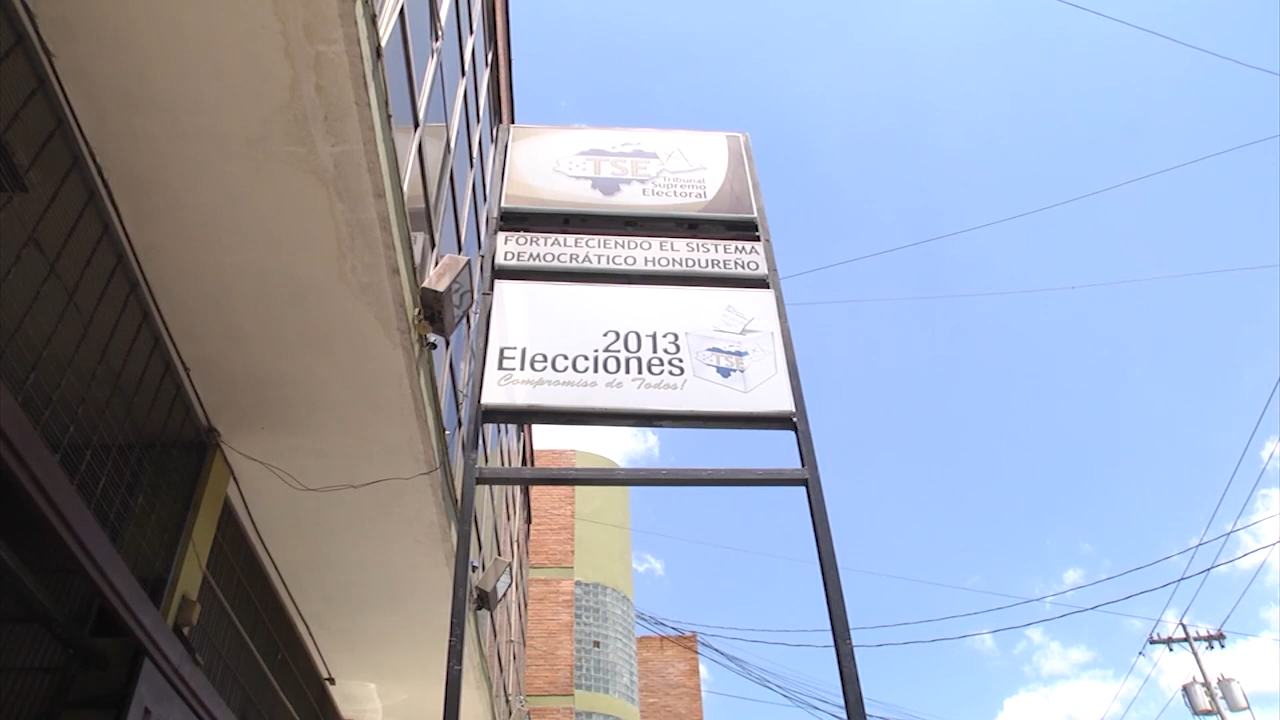 TSE
Tribunal
Supremo
Electoral
FORTALECIENDO EL SISTEMA
DEMOCRÁTICO HONDUREÑO
2013
Elecciones
Compromiso de Todos!
TSE